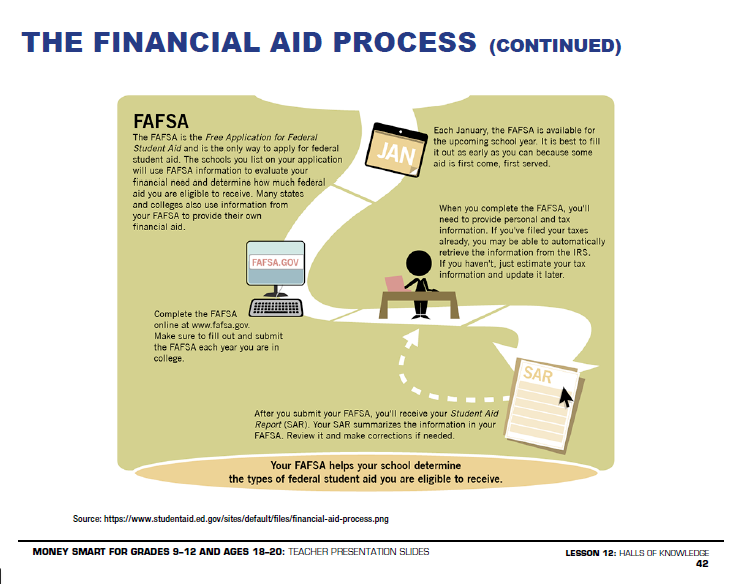 THE FINANCIAL AID PROCESS (CONTINUED)
FAFSA
The FAFSA is the Free Application for Federal
Student Aid and is the only way to apply for federal
student aid. The schools you list on your application
will use FAFSA information to evaluate your
financial need and determine how much federal
aid you are eligible to receive. Many states
and colleges also use information from
your FAFSA to provide their own
financial aid.
JAN
Each January, the FAFSA is available for
the upcoming school year. It is best to fill
it out as early as you can because some
aid is first come, first served.
When you complete the FAFSA, you'll
need to provide personal and tax
information. If you've filed your taxes
already, you may be able to automatically
retrieve the information from the IRS.
If you haven't, just estimate your tax
information and update it later.
FAFSA.GOV
Complete the FAFSA
online at www.fafsa.gov.
Make sure to fill out and submit
the FAFSA each year you are in
college.
SAR
After you submit your FAFSA, you'll receive your Student Aid
Report (SAR). Your SAR summarizes the information in your
FAFSA. Review it and make corrections if needed.
Your FAFSA helps your school determine
the types of federal student aid you are eligible to receive.
Source: https://www.studentaid.ed.gov/sites/default/files/financial-aid-process.png
MONEY SMART FOR GRADES 9–12 AND AGES 18–20: TEACHER PRESENTATION SLIDES
LESSON 12: HALLS OF KNOWLEDGE
42